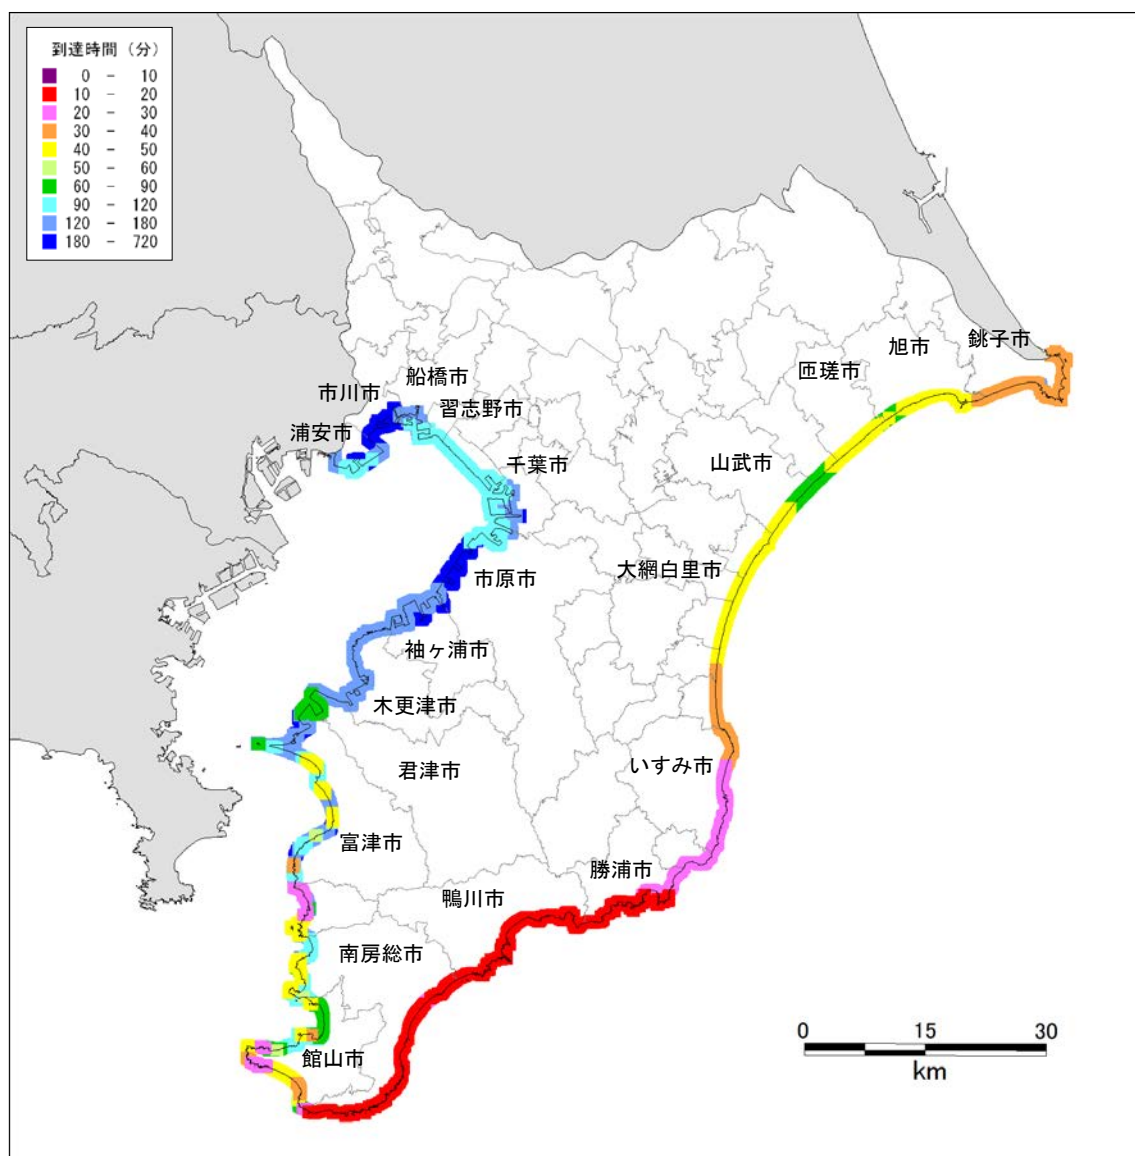 到達時間（分）
0 － 10
10 － 20
20 － 30
30 － 40
40 － 50
50 － 60
60 － 90
90 － 120
120 － 180
180 － 720
銚子市
旭市
匝瑳市
船橋市
市川市
習志野市
浦安市
千葉市
山武市
大網白里市
市原市
袖ヶ浦市
木更津市
いすみ市
君津市
富津市
勝浦市
鴨川市
南房総市
館山市
0 15 30
km